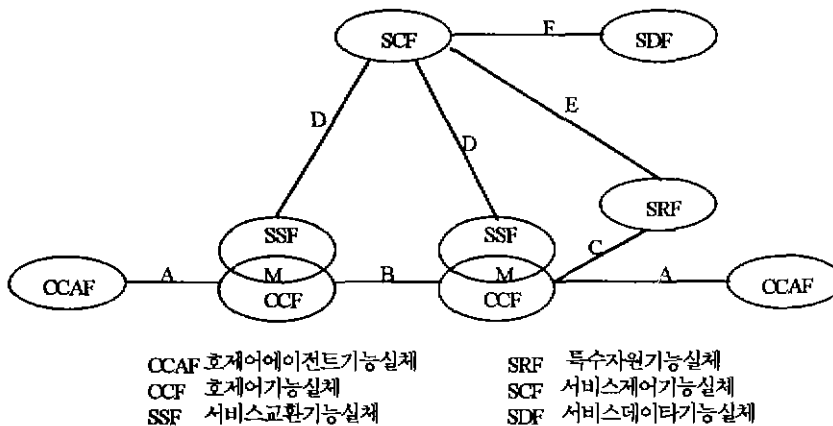 SCF F SDF
D D E
SRF
SSF SSF
C
CCAF A M B M A CCAF
CCF CCF
CCAF 호제어에이전트기능실체 SRF 특수자원기능실체
CCF 호제어기능실체 SCF 서비스제어기능실체
SSF 서비스교환기능실체 SDF 서비스데이타기능실체